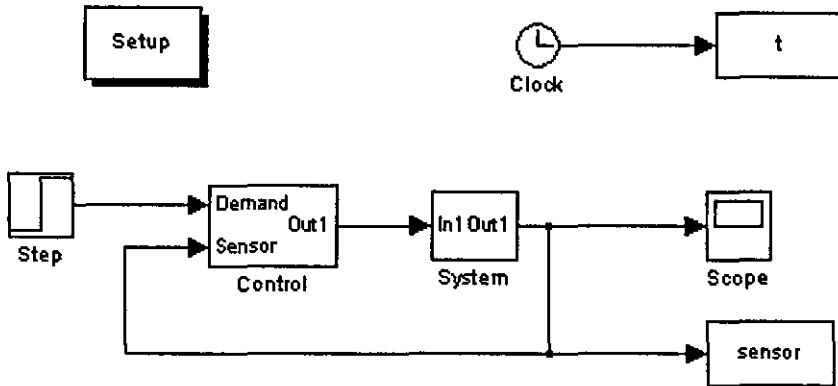 Setup
t
Clock
Demand
Out1
Sensor
In1 Out1
Step
Control
System
Scope
sensor